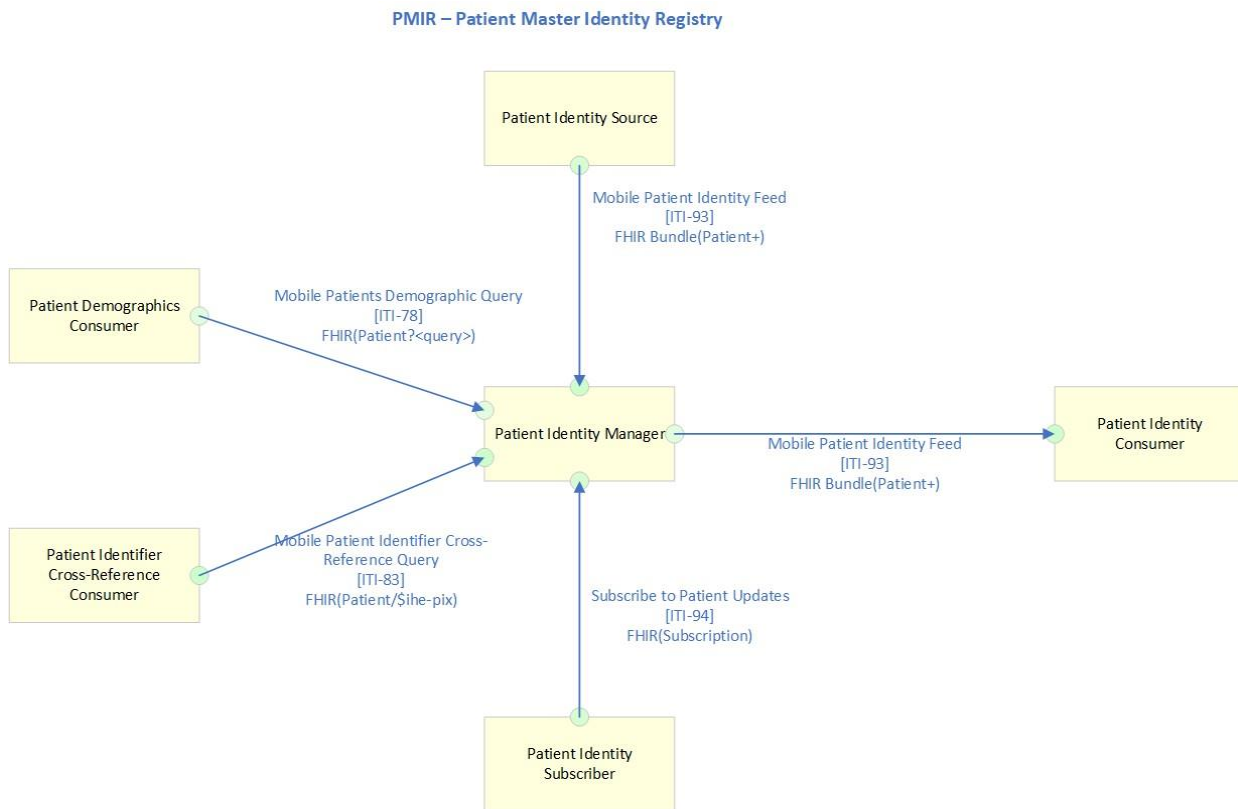 PMIR – Patient Master Identity Registry
Patient Identity Source
Mobile Patient Identity Feed
[ITI-93]
FHIR Bundle(Patient+)
Patient Demographics
Consumer
Mobile Patients Demographic Query
[ITI-78]
FHIR(Patient?<query>)
Patient Identity Manager
Mobile Patient Identity Feed
[ITI-93]
FHIR Bundle(Patient+)
Patient Identity
Consumer
Patient Identifier
Cross-Reference
Consumer
Mobile Patient Identifier Cross-
Reference Query
[ITI-83]
FHIR(Patient/$ihe-pix)
Subscribe to Patient Updates
[ITI-94]
FHIR(Subscription)
Patient Identity
Subscriber